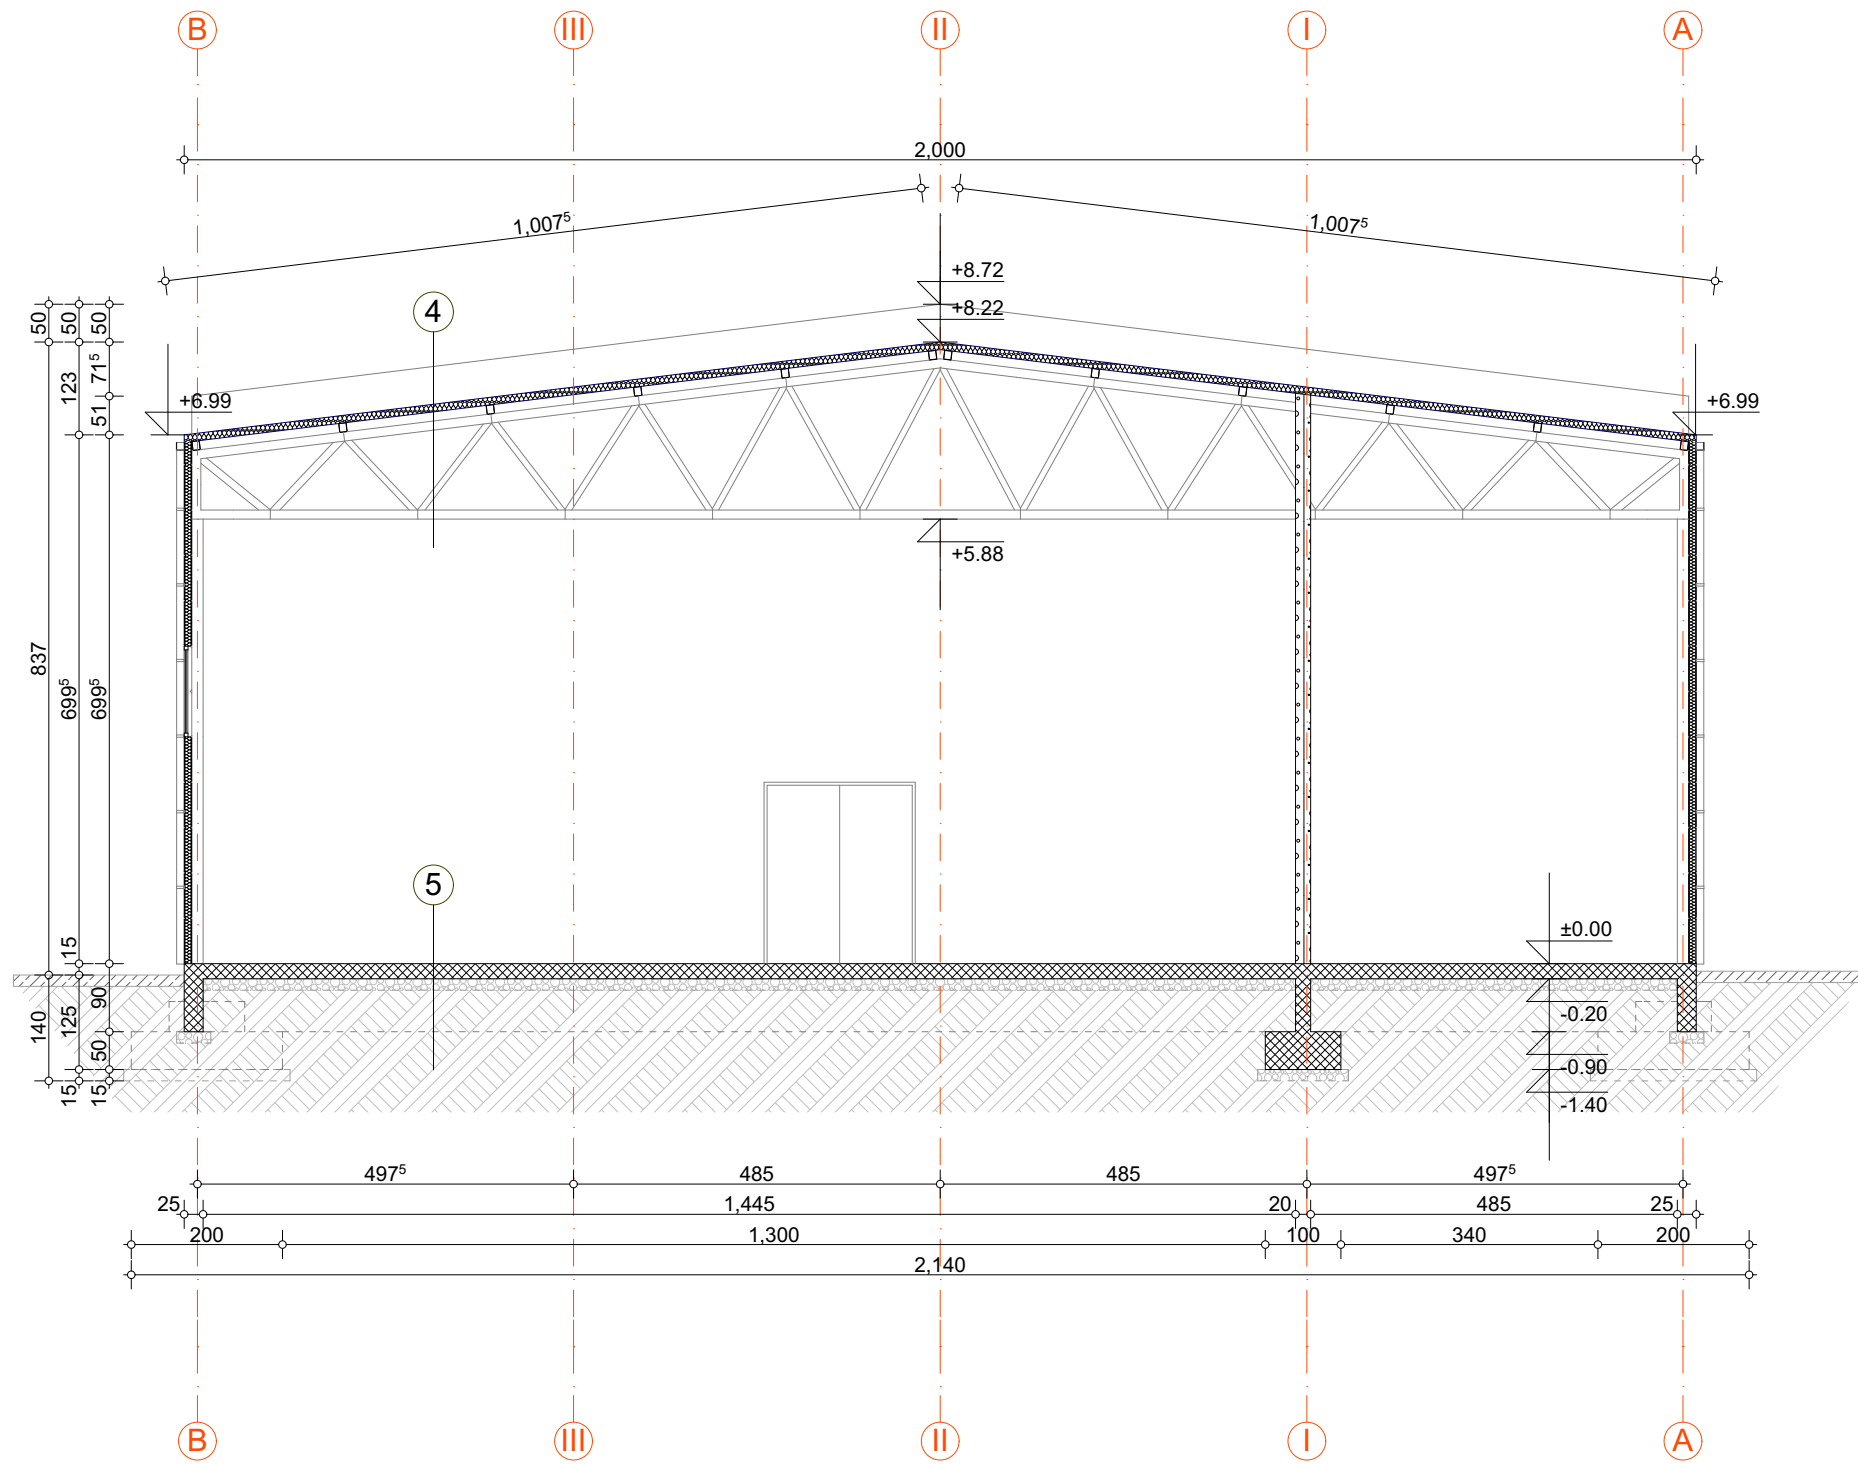 B III II I A
2,000
1,007⁵ 1,007⁵
+8.72
+8.22
4
50 50 50
123 71⁵
51
+6.99 +6.99
+5.88
837 699⁵ 699⁵
5
±0.00
15
90
-0.20
140 125
50
-0.90
15 15
-1.40
497⁵ 485 485 497⁵
25 1,445 20 485 25
200 1,300 100 340 200
2,140
B III II I A